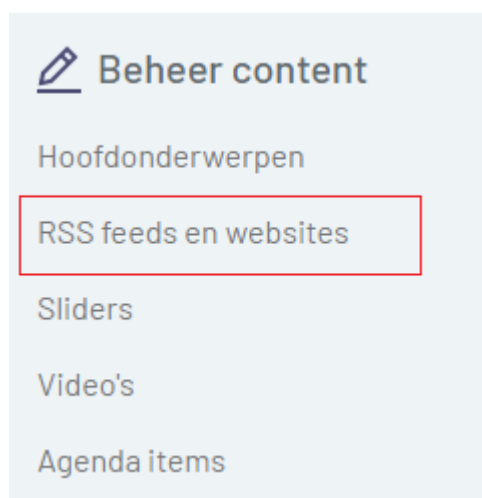 Beheer content
Hoofdonderwerpen
RSS feeds en websites
Sliders
Video's
Agenda items